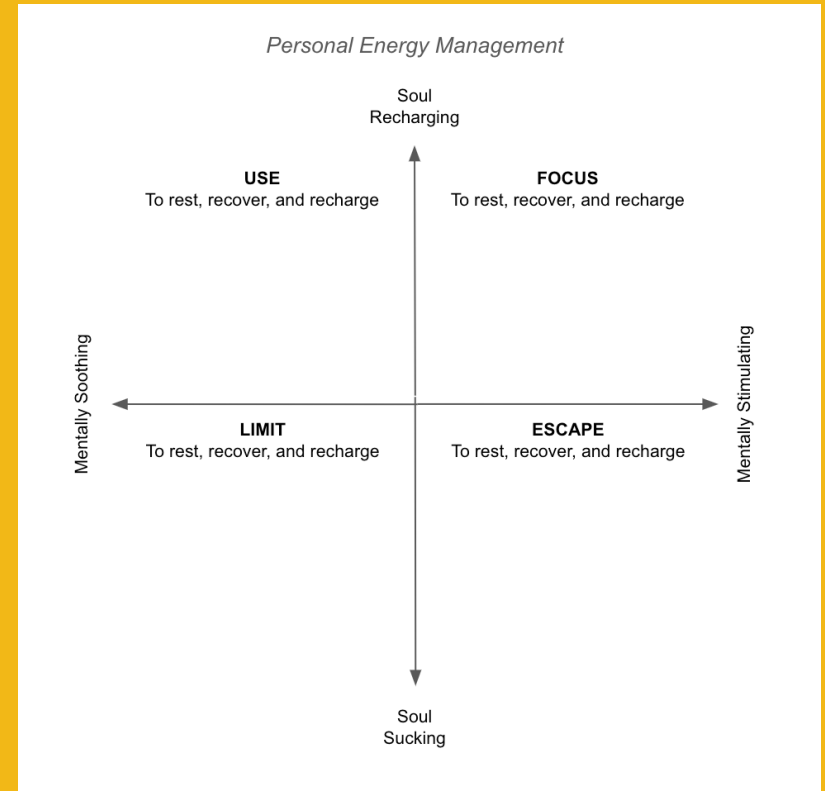 Personal Energy Management
Soul
Recharging
USE
To rest, recover, and recharge
FOCUS
To rest, recover, and recharge
Mentally Soothing
Mentally Stimulating
LIMIT
To rest, recover, and recharge
ESCAPE
To rest, recover, and recharge
Soul
Sucking